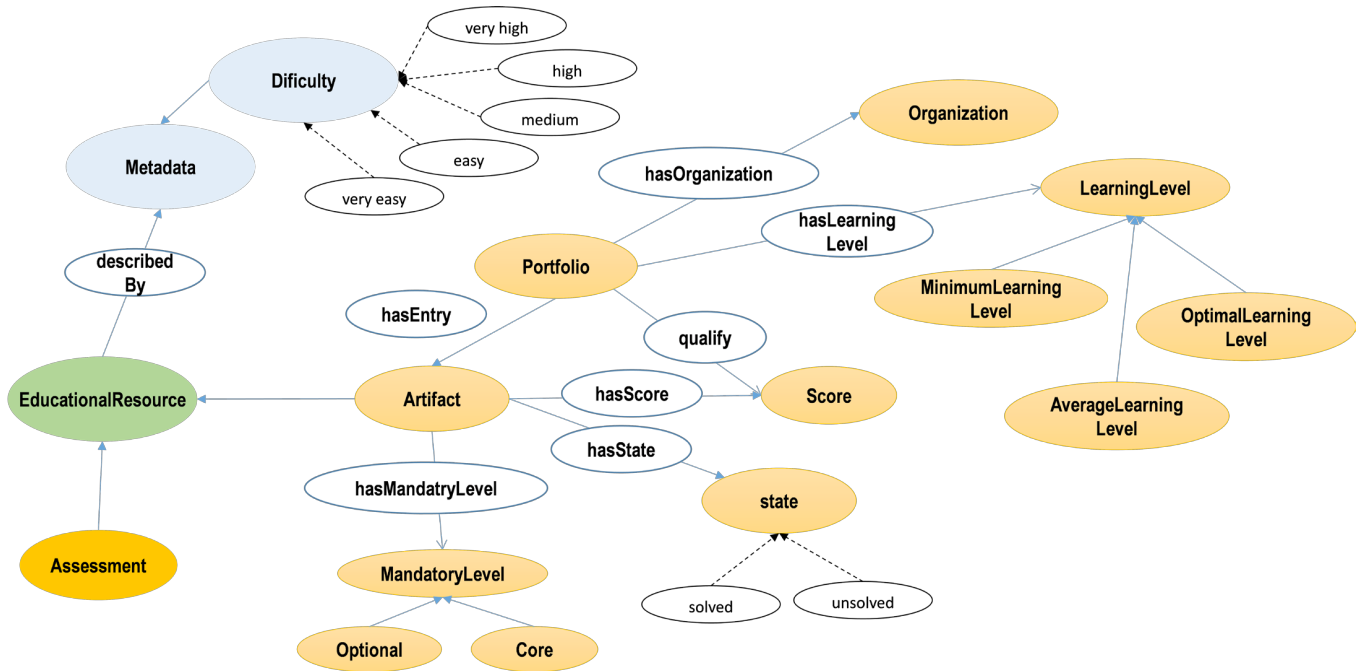 very high
Dificulty
high
medium
easy
very easy
Metadata
Organization
hasOrganization
LearningLevel
hasLearning
Level
described
By
Portfolio
MinimumLearning
Level
OptimalLearning
Level
hasEntry
qualify
EducationalResource
Artifact
hasScore
Score
AverageLearning
Level
hasState
hasMandatryLevel
state
Assessment
MandatoryLevel
solved
unsolved
Optional
Core